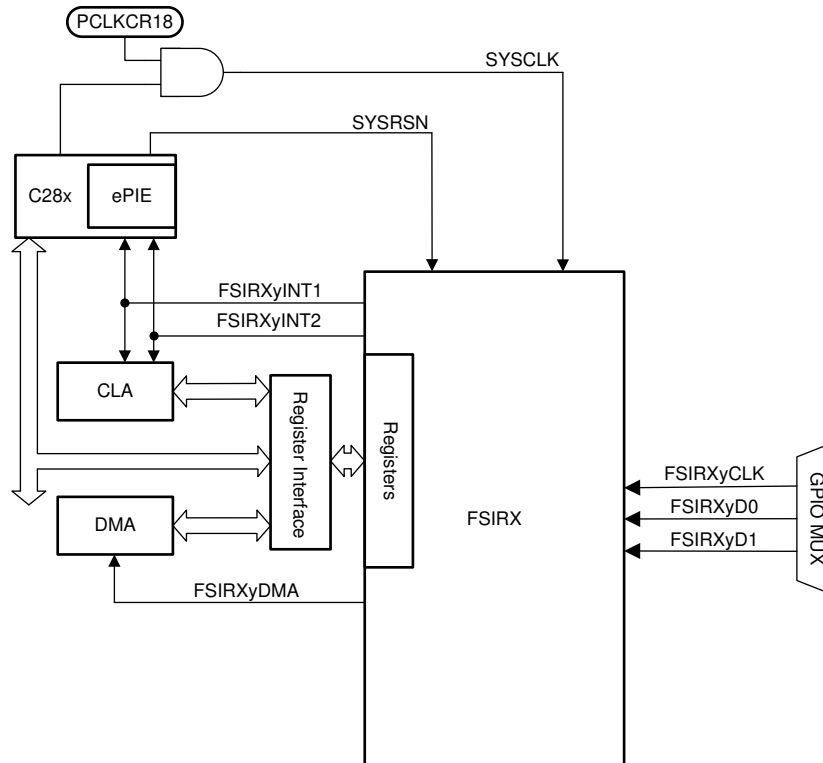 PCLKCR18
SYSCLK
SYSRSN
C28x
ePIE
FSIRXyINT1
FSIRXyINT2
CLA
Register Interface
Registers
FSIRXyCLK
FSIRX
FSIRXyD0
DMA
FSIRXyD1
GPIO MUX
FSIRXyDMA